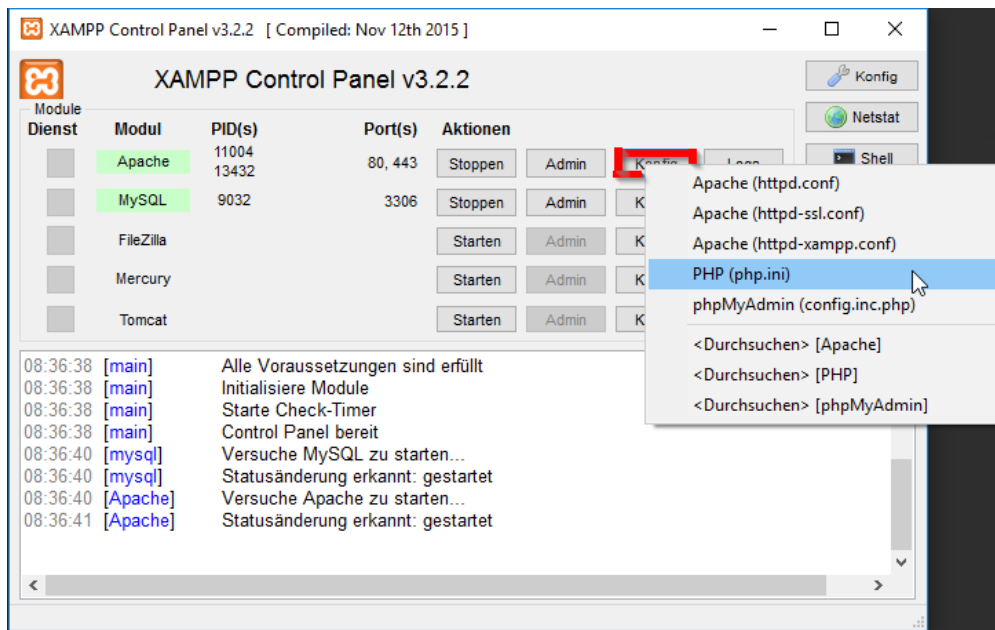 XAMPP Control Panel v3.2.2 [ Compiled: Nov 12th 2015 ]
XAMPP Control Panel v3.2.2
Konfig
Module
Netstat
Dienst Modul PID(s) Port(s) Aktionen
Shell
Apache 11004 13432 80, 443 Stoppen Admin Konfig Logs
MySQL 9032 3306 Stoppen Admin K
FileZilla Starten Admin K
Mercury Starten Admin K
Tomcat Starten Admin K
Apache (httpd.conf)
Apache (httpd-ssl.conf)
Apache (httpd-xampp.conf)
PHP (php.ini)
phpMyAdmin (config.inc.php)
<Durchsuchen> [Apache]
<Durchsuchen> [PHP]
<Durchsuchen> [phpMyAdmin]
08:36:38 [main] Alle Voraussetzungen sind erfüllt
08:36:38 [main] Initialisiere Module
08:36:38 [main] Starte Check-Timer
08:36:38 [main] Control Panel bereit
08:36:40 [mysql] Versuche MySQL zu starten...
08:36:40 [mysql] Statusänderung erkannt: gestartet
08:36:40 [Apache] Versuche Apache zu starten...
08:36:41 [Apache] Statusänderung erkannt: gestartet